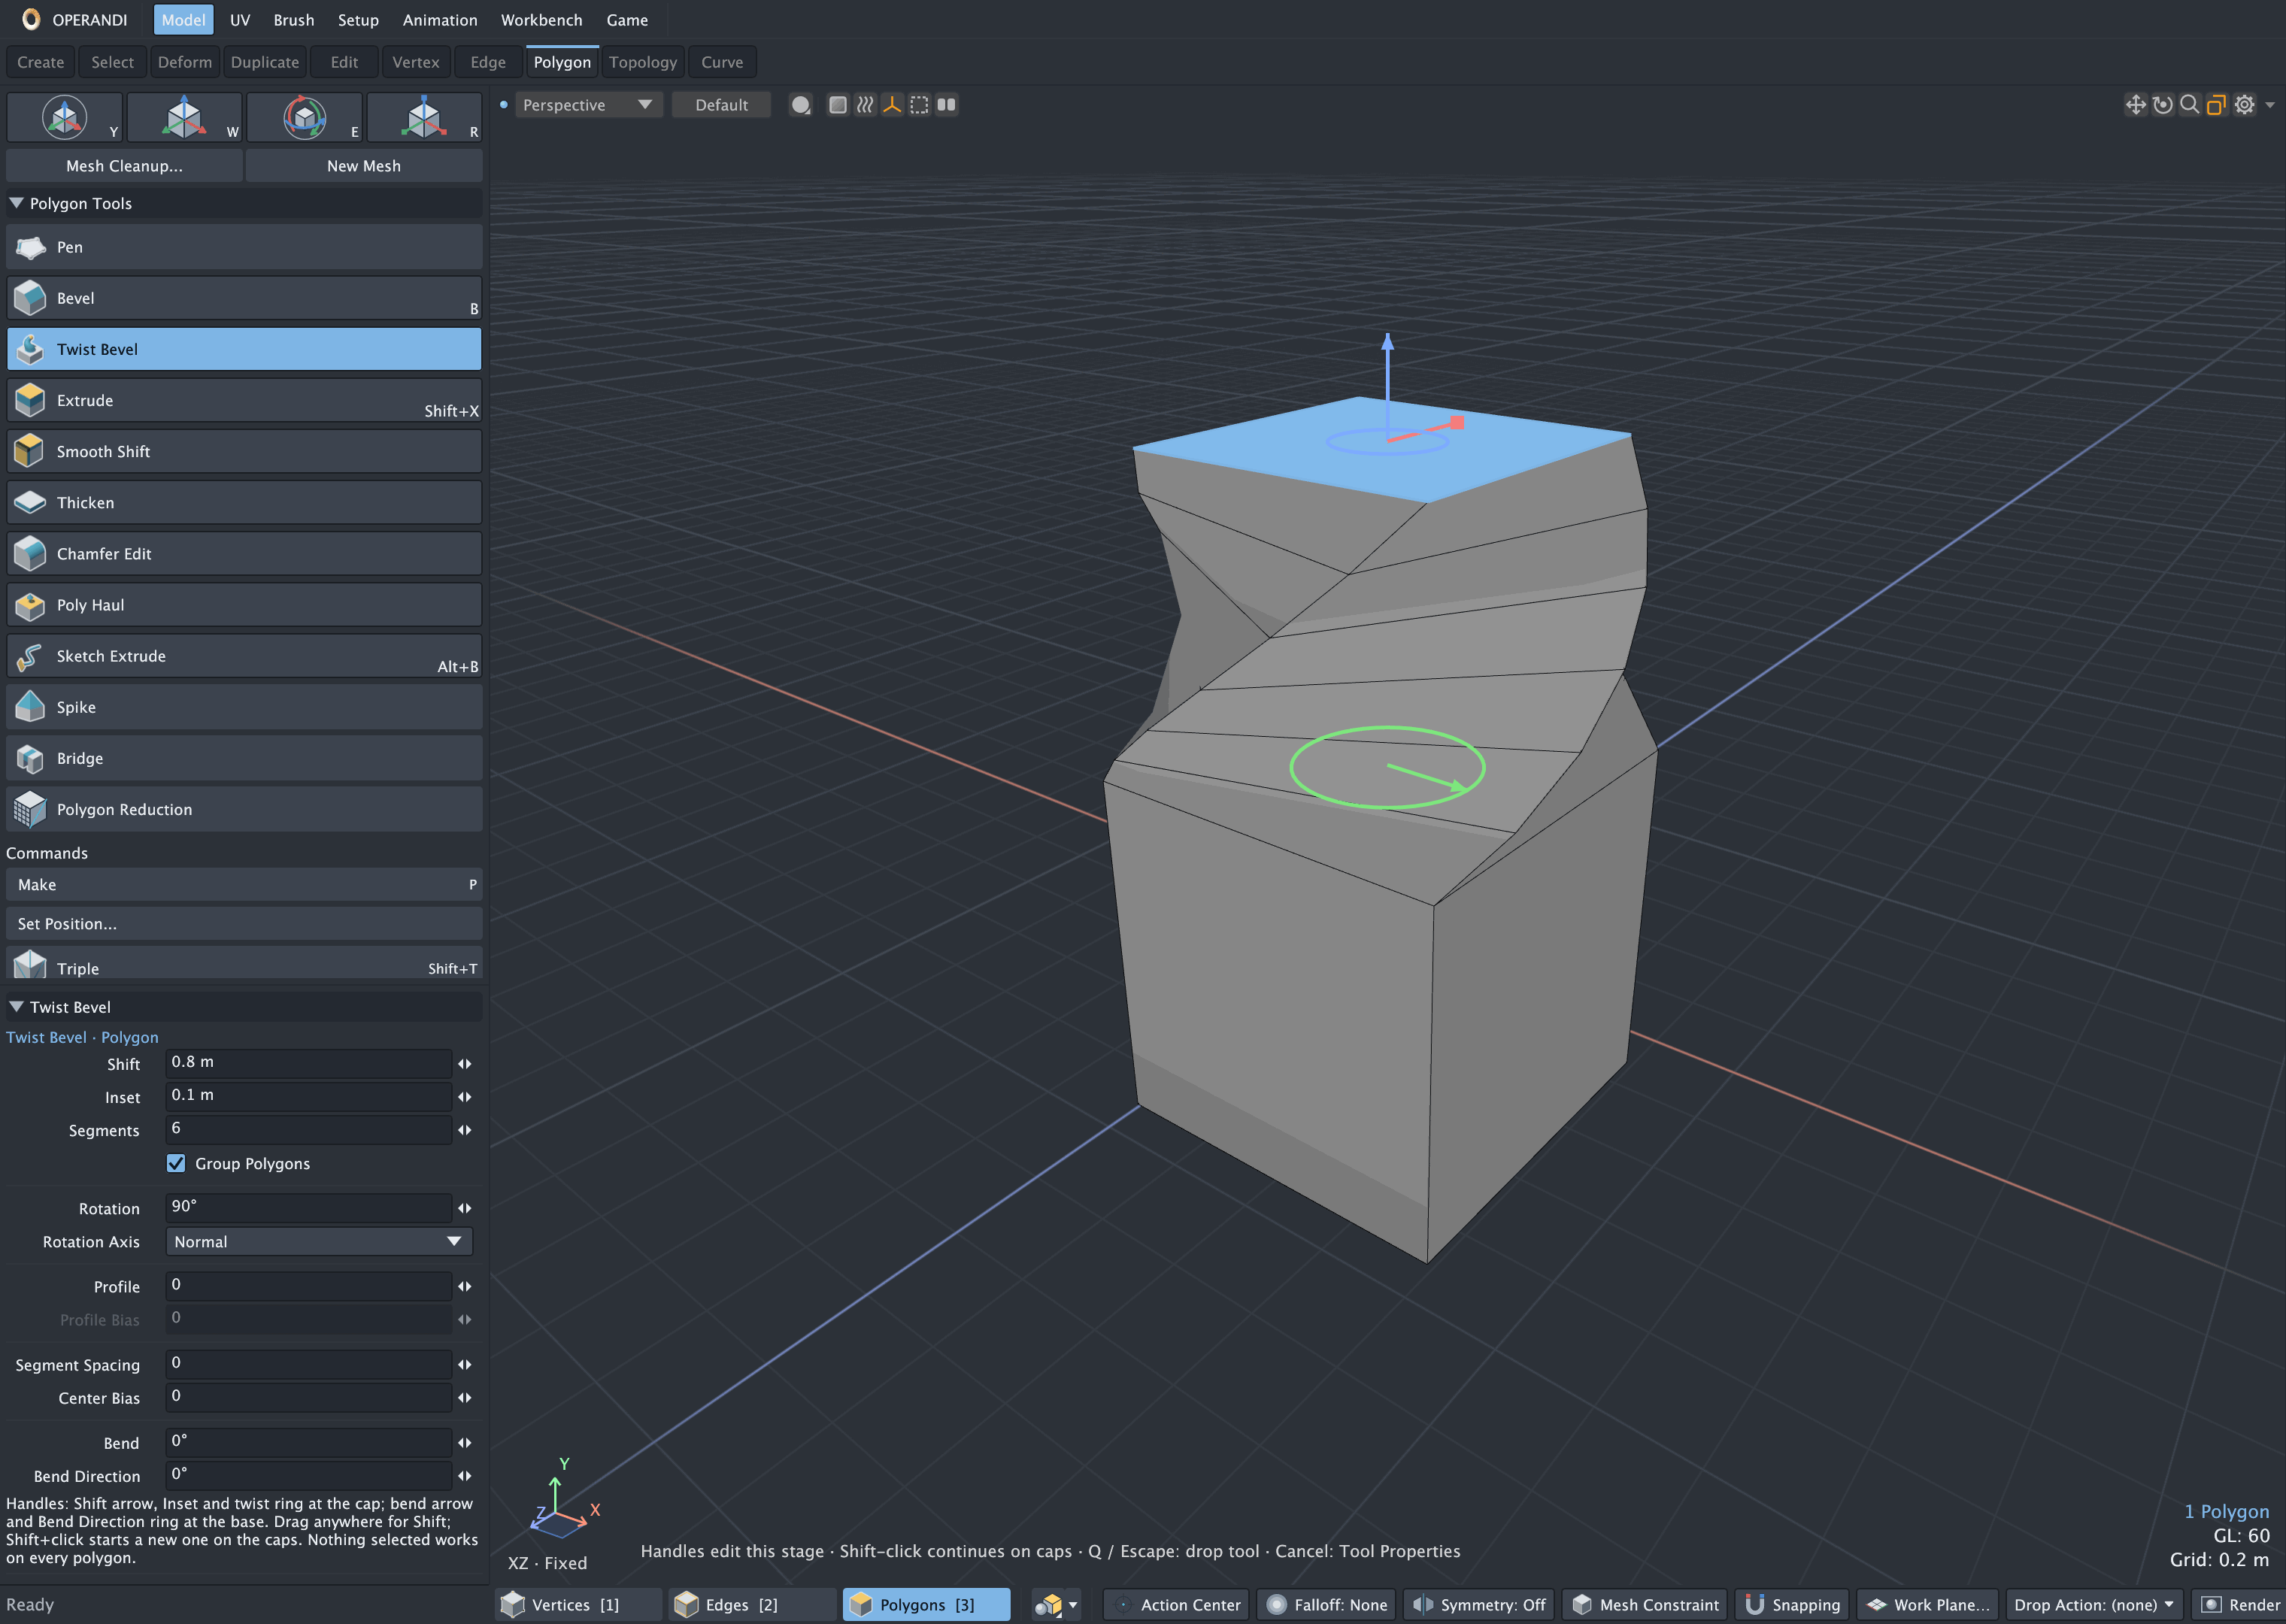 OPERANDI Model UV Brush Setup Animation Workbench Game
Create Select Deform Duplicate Edit Vertex Edge Polygon Topology Curve
Y W E R
Perspective Default
Mesh Cleanup... New Mesh
Polygon Tools
Pen
Bevel B
Twist Bevel
Extrude Shift+X
Smooth Shift
Thicken
Chamfer Edit
Poly Haul
Sketch Extrude Alt+B
Spike
Bridge
Polygon Reduction
Commands
Make P
Set Position...
Triple Shift+T
Twist Bevel
Twist Bevel · Polygon
Shift 0.8 m
Inset 0.1 m
Segments 6
Group Polygons
Rotation 90°
Rotation Axis Normal
Profile 0
Profile Bias 0
Segment Spacing 0
Center Bias 0
Bend 0°
Bend Direction 0°
Handles: Shift arrow, Inset and twist ring at the cap; bend arrow
and Bend Direction ring at the base. Drag anywhere for Shift;
Shift+click starts a new one on the caps. Nothing selected works
on every polygon.
Y
Z X
XZ · Fixed
Handles edit this stage · Shift-click continues on caps · Q / Escape: drop tool · Cancel: Tool Properties
1 Polygon
GL: 60
Grid: 0.2 m
Ready Vertices [1] Edges [2] Polygons [3] Action Center Falloff: None Symmetry: Off Mesh Constraint Snapping Work Plane... Drop Action: (none) Render